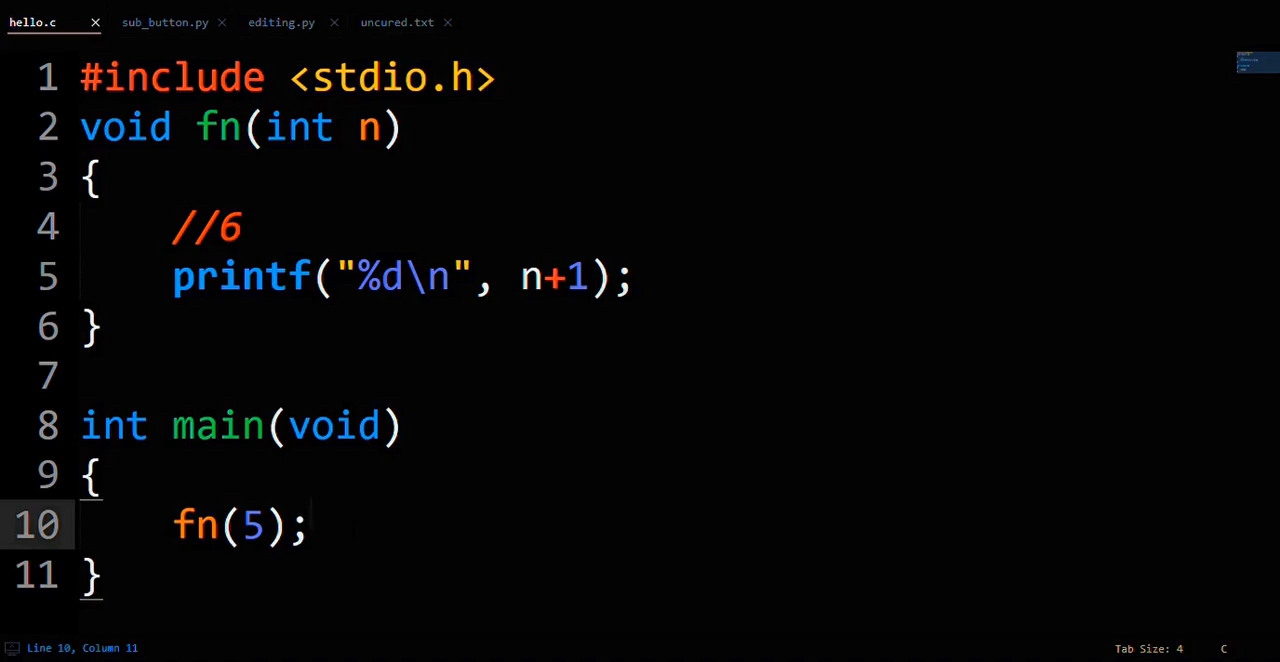 hello.c sub_button.py editing.py uncured.txt
1 #include <stdio.h>
2 void fn(int n)
3 {
4 //6
5 printf("%d\n", n+1);
6 }
7
8 int main(void)
9 {
10 fn(5);
11 }
Line 10, Column 11 Tab Size: 4 C